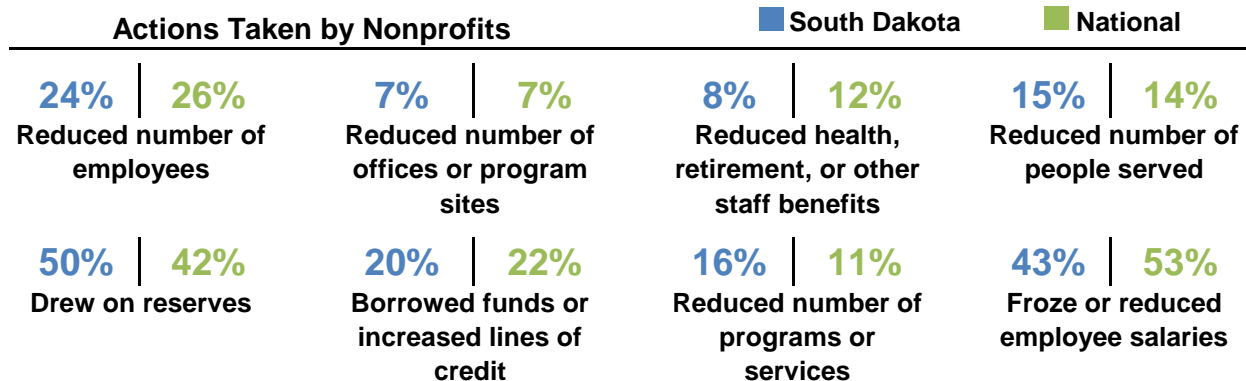 Actions Taken by Nonprofits
South Dakota
National
24% 26%
Reduced number of
employees
7% 7%
Reduced number of
offices or program
sites
8% 12%
Reduced health,
retirement, or other
staff benefits
15% 14%
Reduced number of
people served
50% 42%
Drew on reserves
20% 22%
Borrowed funds or
increased lines of
credit
16% 11%
Reduced number of
programs or
services
43% 53%
Froze or reduced
employee salaries